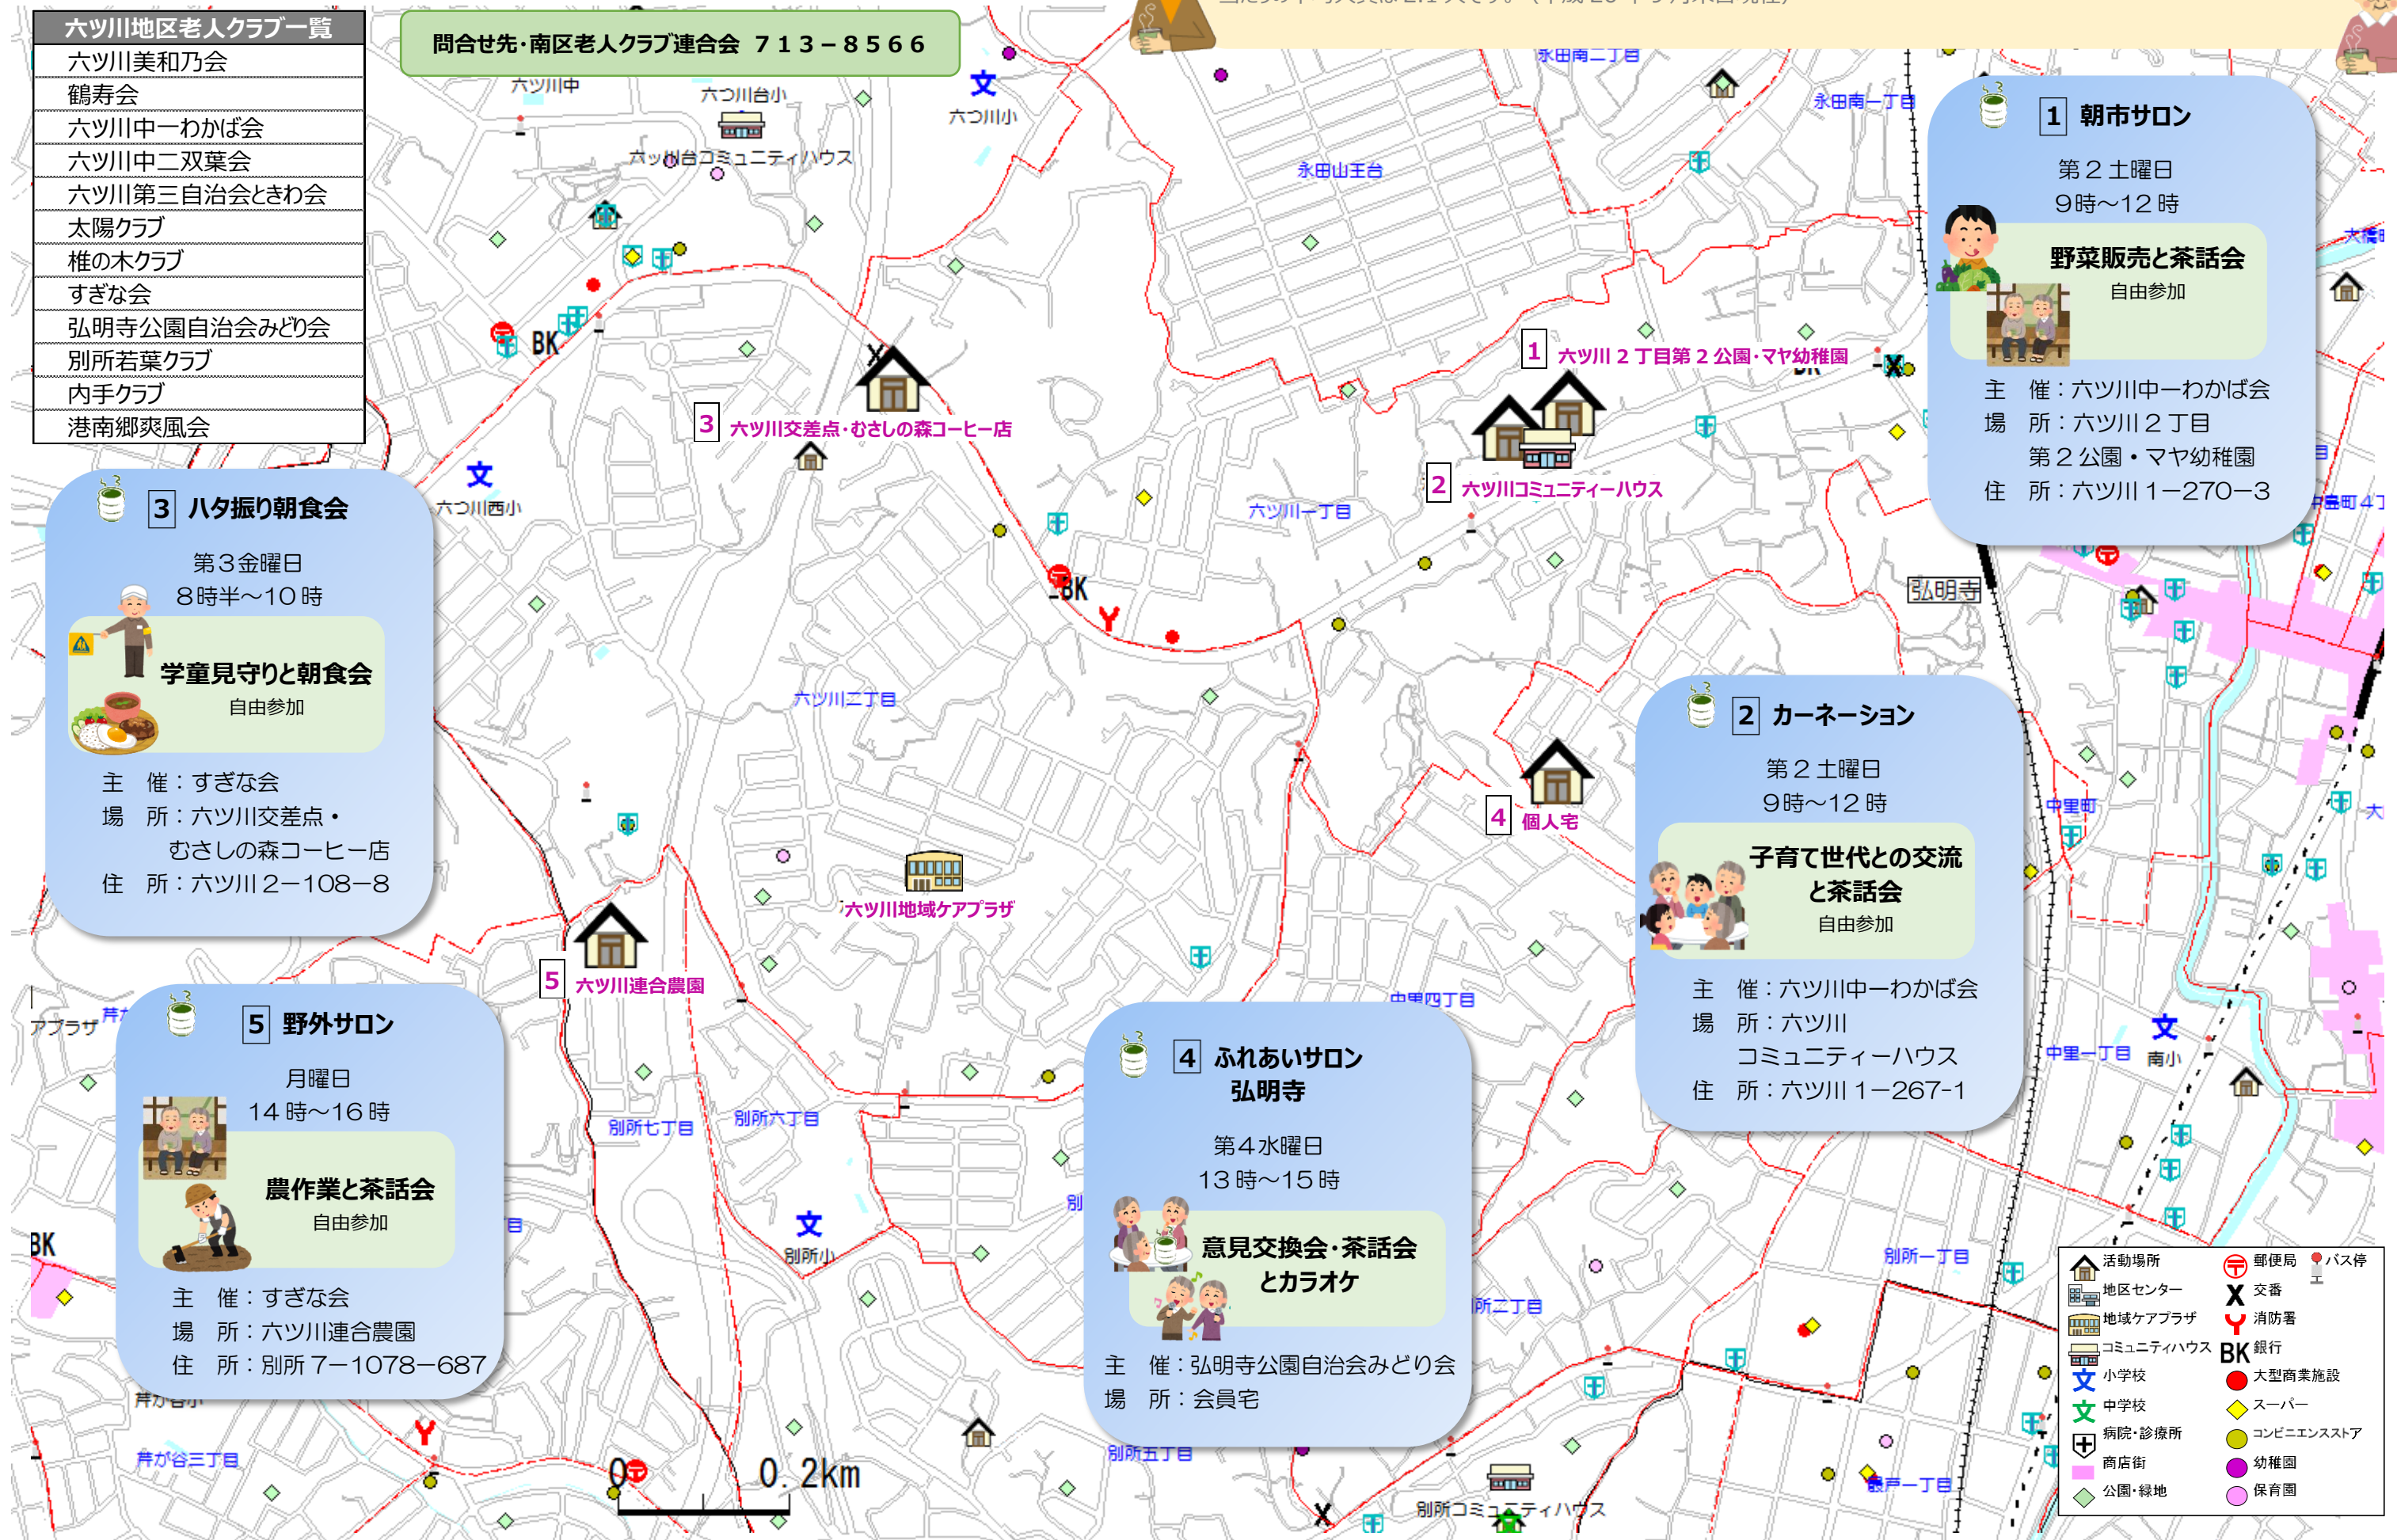 六ツ川地区老人クラブ一覧
六ツ川美和乃会
鶴寿会
六ツ川中一わかば会
六ツ川中二双葉会
六ツ川第三自治会ときわ会
太陽クラブ
椎の木クラブ
すぎな会
弘明寺公園自治会みどり会
別所若葉クラブ
内手クラブ
港南郷爽風会
問合せ先・南区老人クラブ連合会 713-8566
六ツ川中
六つ川台小
六ッ川台コミュニティハウス
文
六つ川小
永田南二丁目
永田南一丁目
永田山王台
1 朝市サロン
第2土曜日
9時～12時
野菜販売と茶話会
自由参加
主 催：六ツ川中一わかば会
場 所：六ツ川2丁目
第2公園・マヤ幼稚園
住 所：六ツ川1－270－3
BK
1 六ツ川2丁目第2公園・マヤ幼稚園
3 六ツ川交差点・むさしの森コーヒー店
2 六ツ川コミュニティーハウス
文
六つ川西小
六ツ川一丁目
BK
弘明寺
3 ハタ振り朝食会
第3金曜日
8時半～10時
学童見守りと朝食会
自由参加
主 催：すぎな会
場 所：六ツ川交差点・
むさしの森コーヒー店
住 所：六ツ川2－108－8
六ツ川二丁目
2 カーネーション
第2土曜日
9時～12時
子育て世代との交流
と茶話会
自由参加
主 催：六ツ川中一わかば会
場 所：六ツ川
コミュニティーハウス
住 所：六ツ川1－267-1
中里町
4 個人宅
六ツ川地域ケアプラザ
5 六ツ川連合農園
中里四丁目
中里一丁目
文
南小
アプラザ
5 野外サロン
月曜日
14時～16時
農作業と茶話会
自由参加
主 催：すぎな会
場 所：六ツ川連合農園
住 所：別所7－1078－687
別所七丁目
別所六丁目
文
別所小
4 ふれあいサロン
弘明寺
第4水曜日
13時～15時
意見交換会・茶話会
とカラオケ
主 催：弘明寺公園自治会みどり会
場 所：会員宅
別所一丁目
所二丁目
BK
芹が谷三丁目
0 0.2km
別所五丁目
別所コミュニティハウス
活動場所
地区センター
地域ケアプラザ
コミュニティハウス
文 小学校
文 中学校
病院・診療所
商店街
公園・緑地
郵便局
バス停
交番
消防署
BK 銀行
大型商業施設
スーパー
コンビニエンスストア
幼稚園
保育園